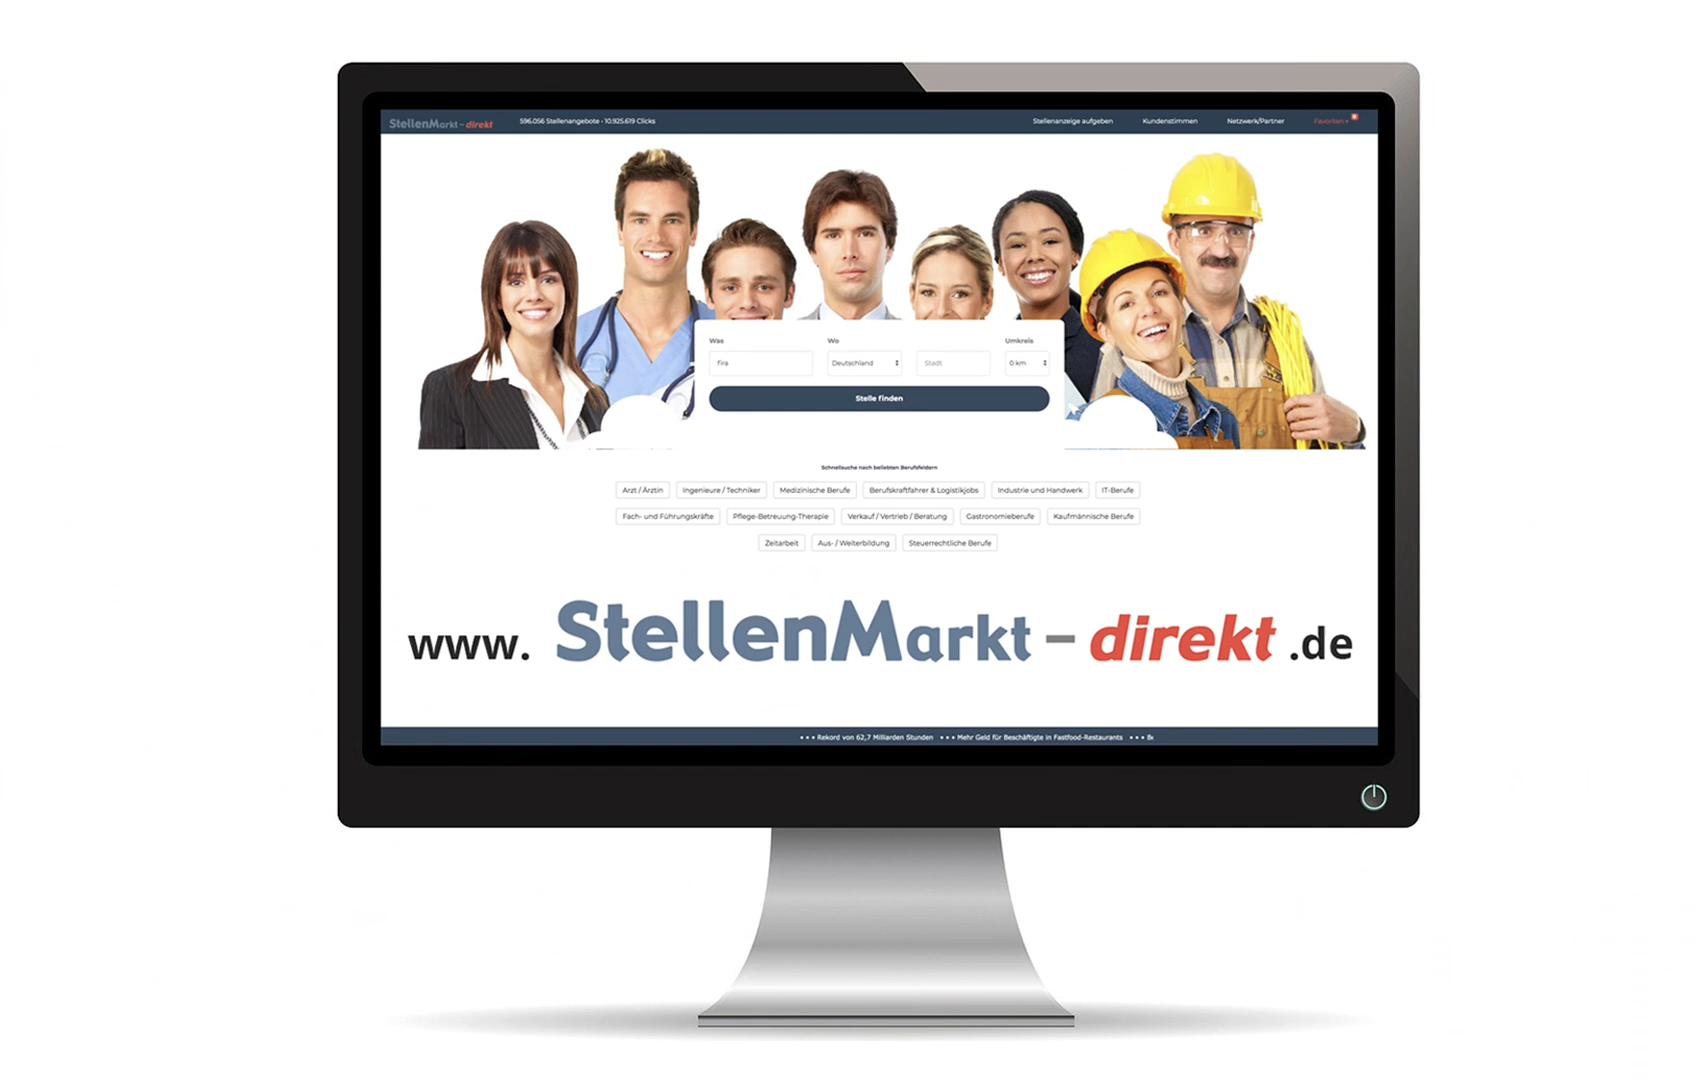 StellenMarkt - direkt 596.056 Stellenangebote - 10.925.619 Clicks Stellenanzeige aufgeben Kundenstimmen Netzwerk/Partner Favoriten
Was Wo Umkreis
fira Deutschland Stadt 0 km
Stelle finden
Schnellsuche nach beliebten Berufsfeldern
Arzt / Ärztin Ingenieure / Techniker Medizinische Berufe Berufskraftfahrer & Logistikjobs Industrie und Handwerk IT-Berufe
Fach- und Führungskräfte Pflege-Betreuung-Therapie Verkauf / Vertrieb / Beratung Gastronomieberufe Kaufmännische Berufe
Zeitarbeit Aus- / Weiterbildung Steuerrechtliche Berufe
www. StellenMarkt - direkt .de
• • • Rekord von 62,7 Milliarden Stunden • • • Mehr Geld für Beschäftigte in Fastfood-Restaurants • • •